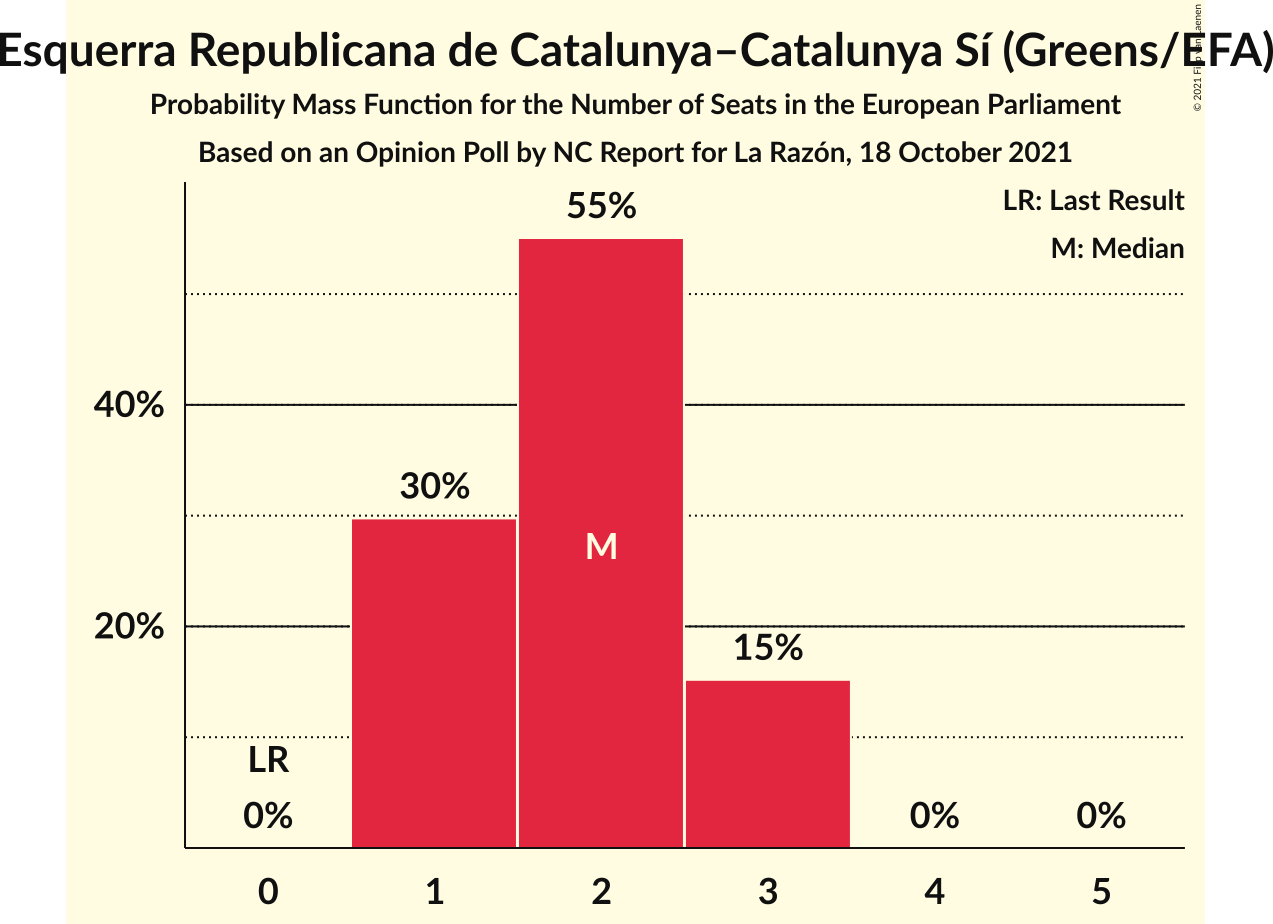 Esquerra Republicana de Catalunya–Catalunya Sí (Greens/EFA)
Probability Mass Function for the Number of Seats in the European Parliament
Based on an Opinion Poll by NC Report for La Razón, 18 October 2021
© 2021
LR: Last Result
M: Median
55%
40%
30%
M
20%
15%
LR
0%
0%
0%
0 1 2 3 4 5